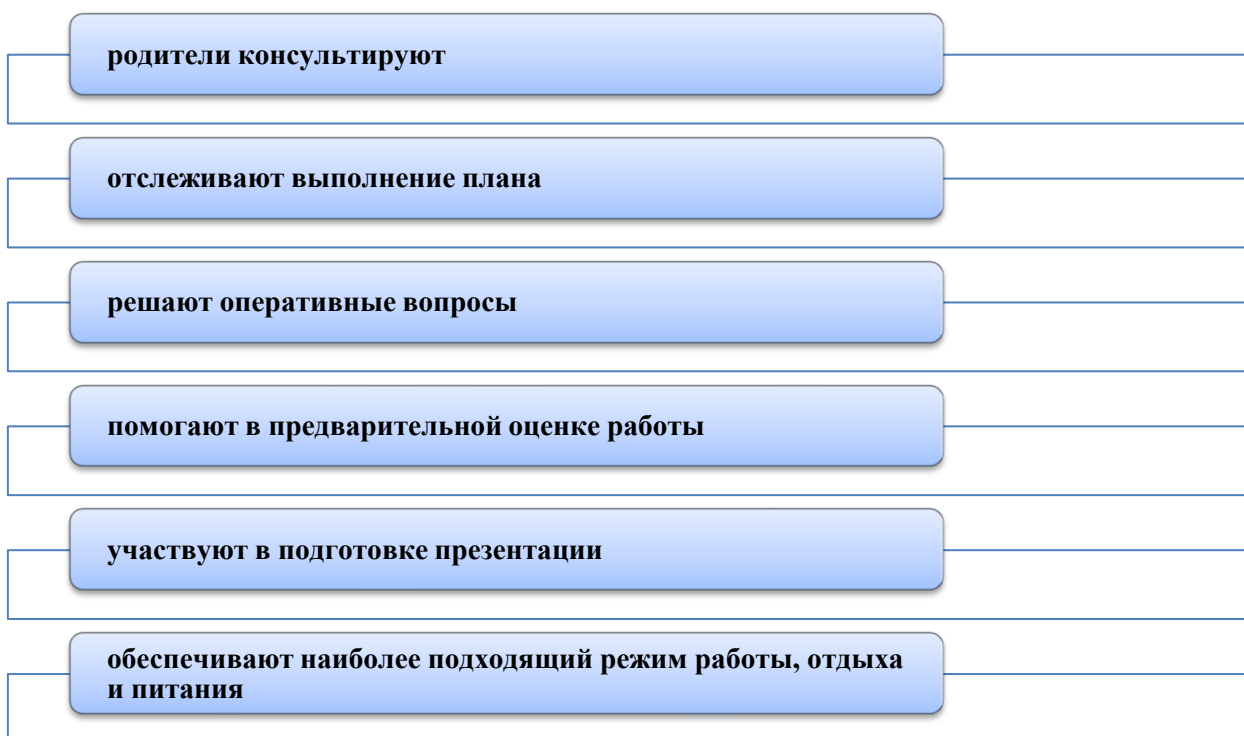 родители консультируют
отслеживают выполнение плана
решают оперативные вопросы
помогают в предварительной оценке работы
участвуют в подготовке презентации
обеспечивают наиболее подходящий режим работы, отдыха
и питания